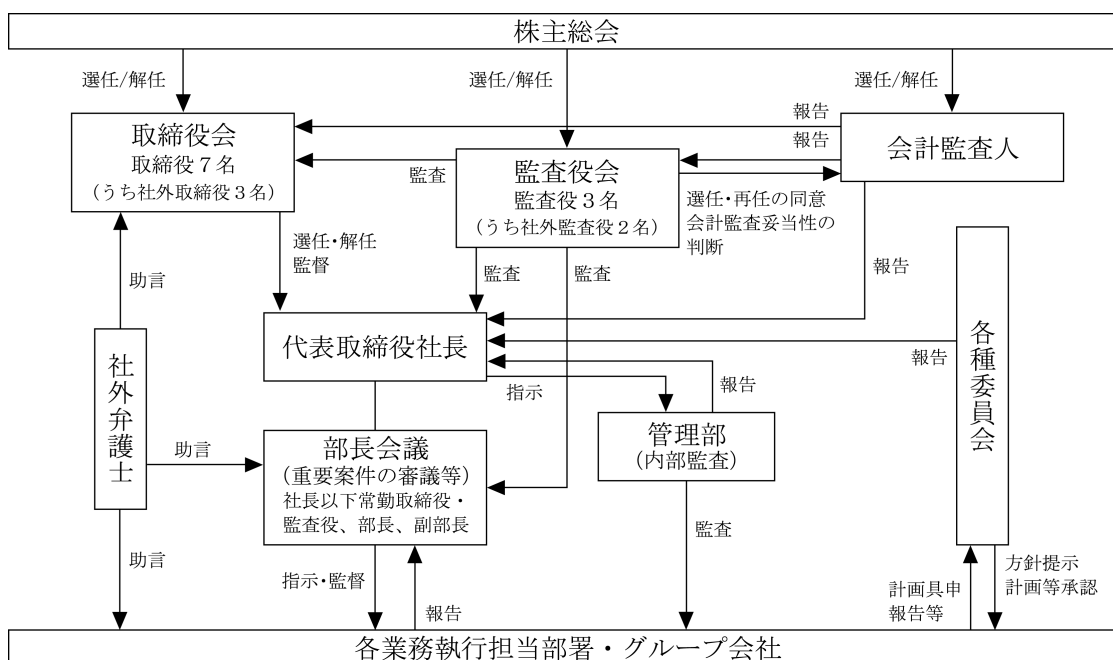 株主総会
選任/解任
選任/解任
選任/解任
取締役会
取締役7名
(うち社外取締役3名)
報告
報告
会計監査人
監査
監査役会
監査役3名
(うち社外監査役2名)
選任・再任の同意
会計監査妥当性の
判断
選任・解任
監督
助言
監査
監査
報告
代表取締役社長
報告
各種委員会
社外弁護士
指示
報告
助言
部長会議
(重要案件の審議等)
社長以下常勤取締役・
監査役、部長、副部長
管理部
(内部監査)
監査
助言
指示・監督
報告
計画具申
報告等
方針提示
計画等承認
各業務執行担当部署・グループ会社